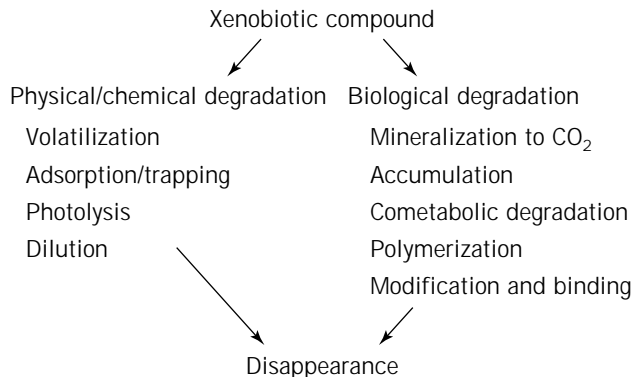 Xenobiotic compound
Physical/chemical degradation
Volatilization
Adsorption/trapping
Photolysis
Dilution
Biological degradation
Mineralization to CO₂
Accumulation
Cometabolic degradation
Polymerization
Modification and binding
Disappearance